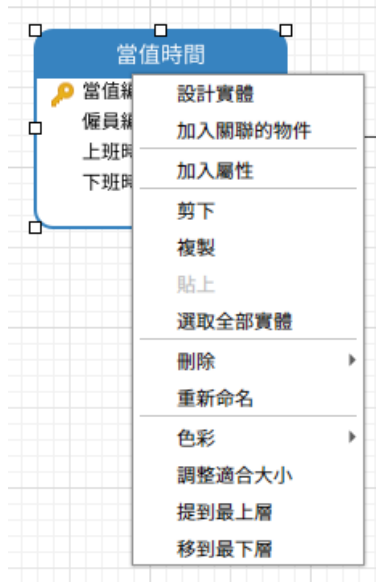 當值時間
當值編
僱員編
上班時
下班時
設計實體
加入關聯的物件
加入屬性
剪下
複製
貼上
選取全部實體
刪除
重新命名
色彩
調整適合大小
提到最上層
移到最下層